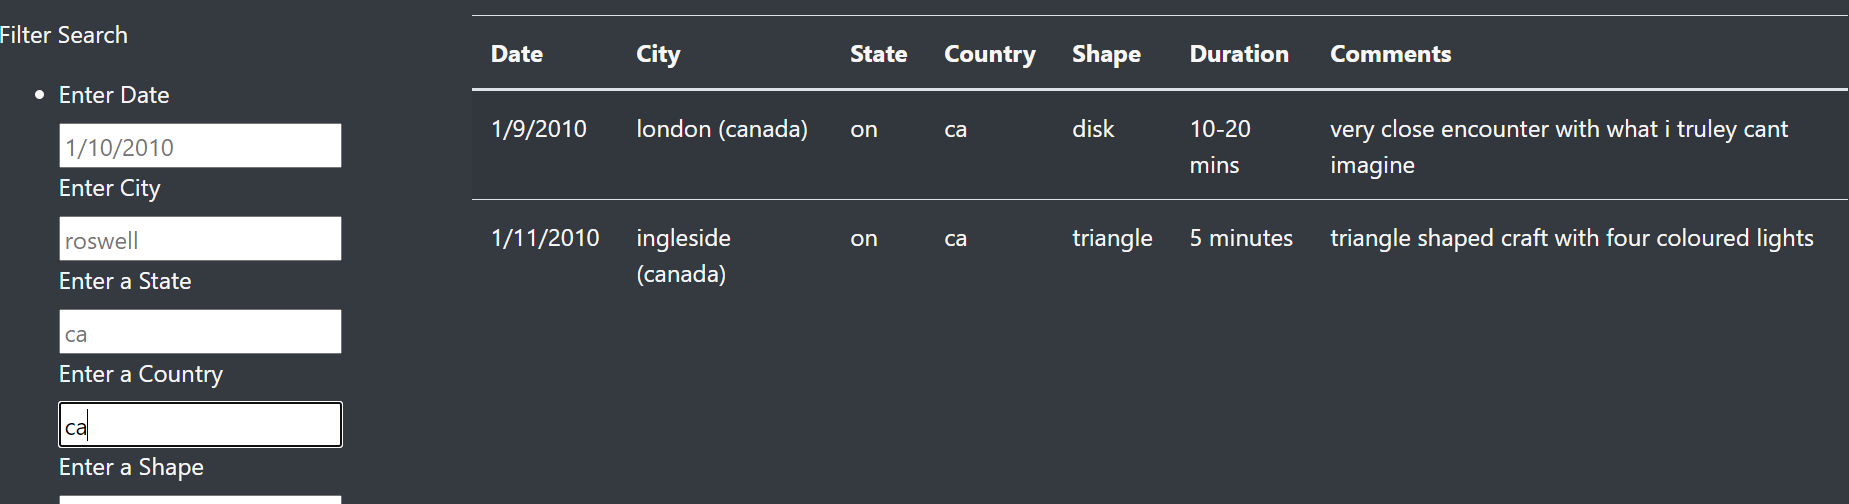 Filter Search
Enter Date
1/10/2010
Enter City
roswell
Enter a State
ca
Enter a Country
ca
Enter a Shape
Date City State Country Shape Duration Comments
1/9/2010 london (canada) on ca disk 10-20 very close encounter with what i truley cant
mins imagine
1/11/2010 ingleside on ca triangle 5 minutes triangle shaped craft with four coloured lights
(canada)